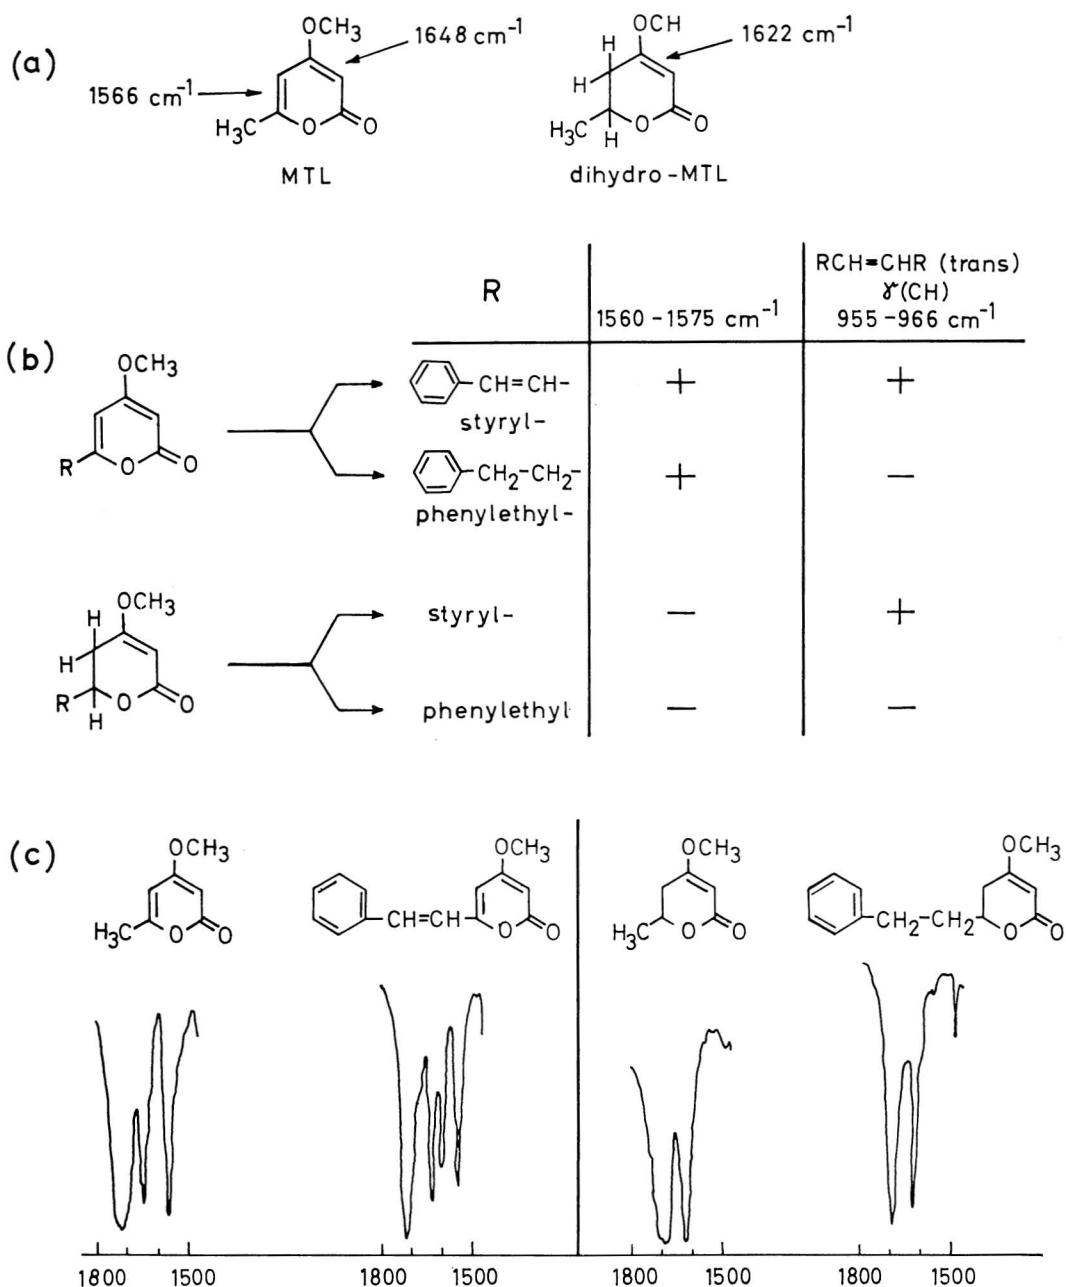 (a)
OCH3
1648 cm-1
1566 cm-1
H3C
O
O
MTL
OCH
1622 cm-1
H
H
H3C
H
O
O
dihydro-MTL
R
1560-1575 cm-1
RCH=CHR (trans)
γ(CH)
955-966 cm-1
(b)
OCH3
R
O
O
CH=CH-
styryl-
+
+
CH2-CH2-
phenylethyl-
+
−
OCH3
H
H
R
H
O
O
styryl-
−
+
phenylethyl
−
−
(c)
OCH3
H3C
O
O
OCH3
CH=CH
O
O
OCH3
H3C
O
O
OCH3
CH2-CH2
O
O
1800 1500
1800 1500
1800 1500
1800 1500